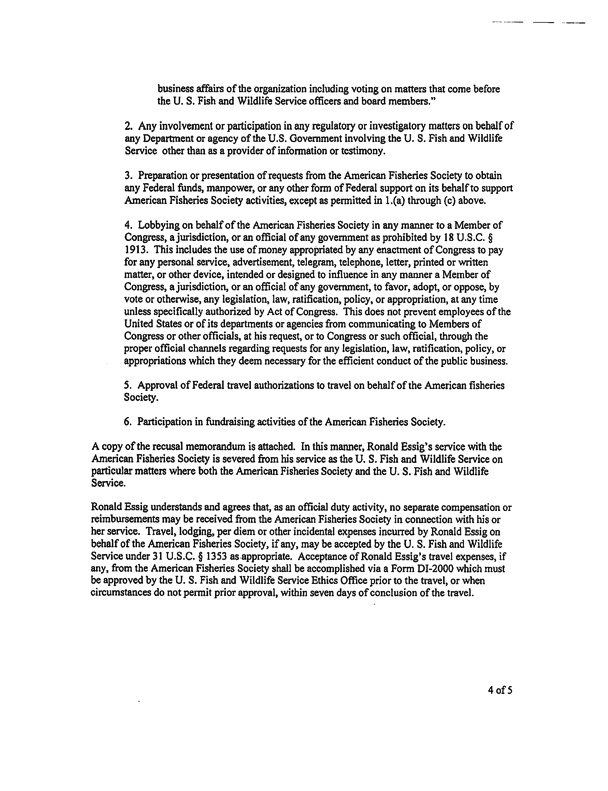 business affairs of the organization including voting on matters that come before
the U. S. Fish and Wildlife Service officers and board members."
2. Any involvement or participation in any regulatory or investigatory matters on behalf of
any Department or agency of the U.S. Government involving the U. S. Fish and Wildlife
Service other than as a provider of information or testimony.
3. Preparation or presentation of requests from the American Fisheries Society to obtain
any Federal funds, manpower, or any other form of Federal support on its behalf to support
American Fisheries Society activities, except as permitted in 1.(a) through (c) above.
4. Lobbying on behalf of the American Fisheries Society in any manner to a Member of
Congress, a jurisdiction, or an official of any government as prohibited by 18 U.S.C. §
1913. This includes the use of money appropriated by any enactment of Congress to pay
for any personal service, advertisement, telegram, telephone, letter, printed or written
matter, or other device, intended or designed to influence in any manner a Member of
Congress, a jurisdiction, or an official of any government, to favor, adopt, or oppose, by
vote or otherwise, any legislation, law, ratification, policy, or appropriation, at any time
unless specifically authorized by Act of Congress. This does not prevent employees of the
United States or of its departments or agencies from communicating to Members of
Congress or other officials, at his request, or to Congress or such official, through the
proper official channels regarding requests for any legislation, law, ratification, policy, or
appropriations which they deem necessary for the efficient conduct of the public business.
5. Approval of Federal travel authorizations to travel on behalf of the American fisheries
Society.
6. Participation in fundraising activities of the American Fisheries Society.
A copy of the recusal memorandum is attached. In this manner, Ronald Essig's service with the
American Fisheries Society is severed from his service as the U. S. Fish and Wildlife Service on
particular matters where both the American Fisheries Society and the U. S. Fish and Wildlife
Service.
Ronald Essig understands and agrees that, as an official duty activity, no separate compensation or
reimbursements may be received from the American Fisheries Society in connection with his or
her service. Travel, lodging, per diem or other incidental expenses incurred by Ronald Essig on
behalf of the American Fisheries Society, if any, may be accepted by the U. S. Fish and Wildlife
Service under 31 U.S.C. § 1353 as appropriate. Acceptance of Ronald Essig's travel expenses, if
any, from the American Fisheries Society shall be accomplished via a Form DI-2000 which must
be approved by the U. S. Fish and Wildlife Service Ethics Office prior to the travel, or when
circumstances do not permit prior approval, within seven days of conclusion of the travel.
4 of 5